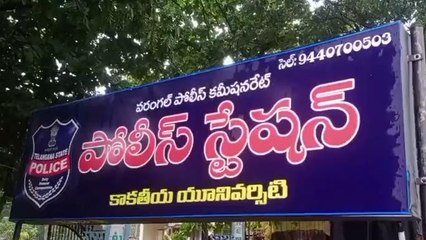 సెల్: 9440700503
వరంగల్ పోలీస్ కమీషనరేట్
పోలీస్ స్టేషన్
కాకతీయ యూనివర్సిటి
TELANGANA STATE
POLICE